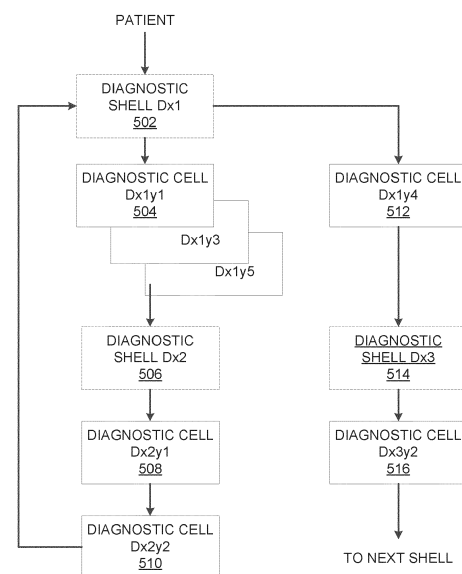 PATIENT
DIAGNOSTIC
SHELL Dx1
502
DIAGNOSTIC CELL
Dx1y1
504
Dx1y3
Dx1y5
DIAGNOSTIC
SHELL Dx2
506
DIAGNOSTIC CELL
Dx2y1
508
DIAGNOSTIC CELL
Dx2y2
510
DIAGNOSTIC CELL
Dx1y4
512
DIAGNOSTIC
SHELL Dx3
514
DIAGNOSTIC CELL
Dx3y2
516
TO NEXT SHELL